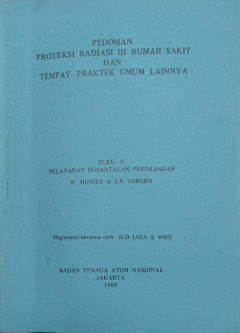 PEDOMAN
PROTEKSI RADIASI DI RUMAH SAKIT
DAN
TEMPAT PRAKTEK UMUM LAINNYA
BUKU V
PELAYANAN PEMANTAUAN PERORANGAN
W. MINDER & S.B. OSBORN
Disponsori bersama oleh : ILO, IAEA & WHO
BADAN TENAGA ATOM NASIONAL
JAKARTA
1989